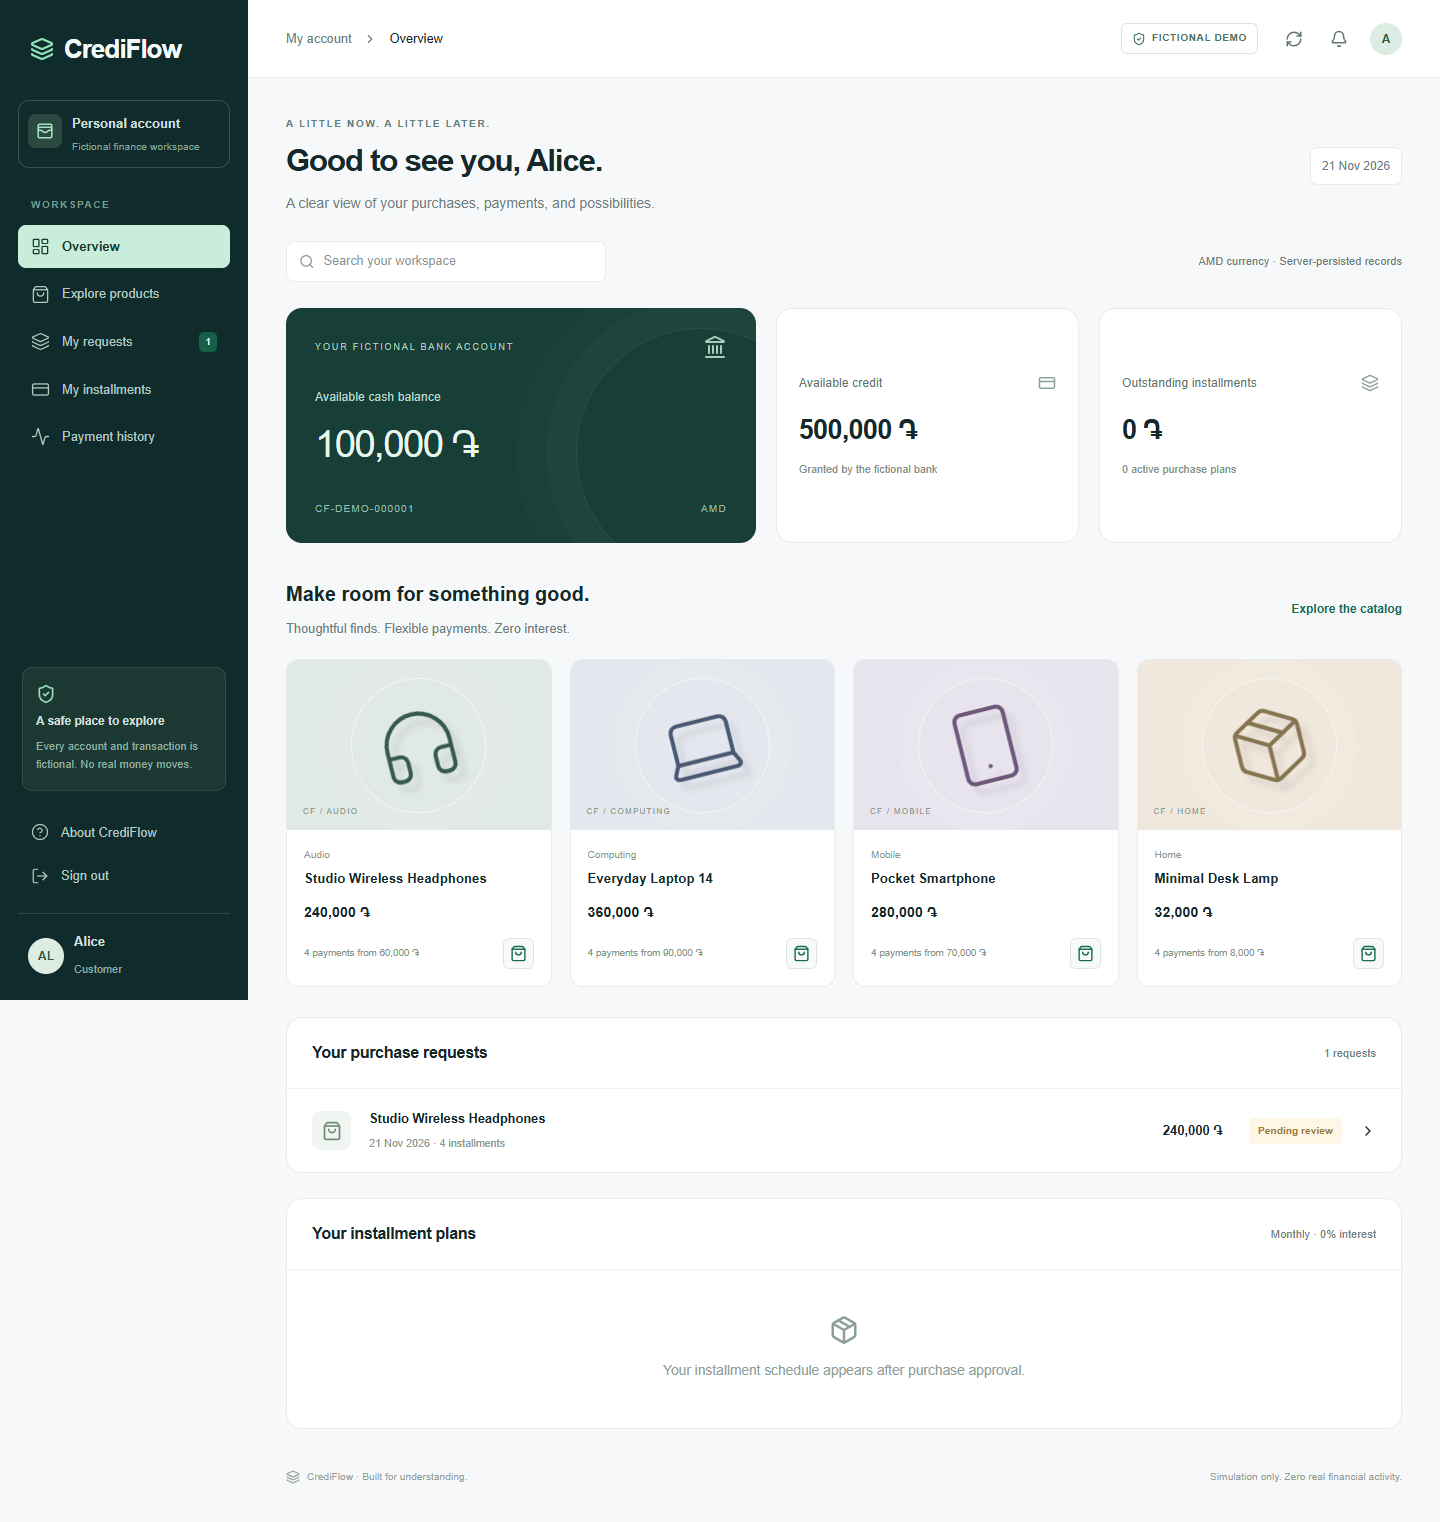 CrediFlow
Personal account
Fictional finance workspace
WORKSPACE
Overview
Explore products
My requests 1
My installments
Payment history
A safe place to explore
Every account and transaction is
fictional. No real money moves.
About CrediFlow
Sign out
AL
Alice
Customer
My account > Overview
FICTIONAL DEMO
A
A LITTLE NOW. A LITTLE LATER.
Good to see you, Alice.
21 Nov 2026
A clear view of your purchases, payments, and possibilities.
Search your workspace
AMD currency · Server-persisted records
YOUR FICTIONAL BANK ACCOUNT
Available cash balance
100,000 ֏
CF-DEMO-000001 AMD
Available credit
500,000 ֏
Granted by the fictional bank
Outstanding installments
0 ֏
0 active purchase plans
Make room for something good.
Thoughtful finds. Flexible payments. Zero interest.
Explore the catalog
CF / AUDIO
Audio
Studio Wireless Headphones
240,000 ֏
4 payments from 60,000 ֏
CF / COMPUTING
Computing
Everyday Laptop 14
360,000 ֏
4 payments from 90,000 ֏
CF / MOBILE
Mobile
Pocket Smartphone
280,000 ֏
4 payments from 70,000 ֏
CF / HOME
Home
Minimal Desk Lamp
32,000 ֏
4 payments from 8,000 ֏
Your purchase requests
1 requests
Studio Wireless Headphones
21 Nov 2026 · 4 installments
240,000 ֏
Pending review
Your installment plans
Monthly · 0% interest
Your installment schedule appears after purchase approval.
CrediFlow · Built for understanding.
Simulation only. Zero real financial activity.